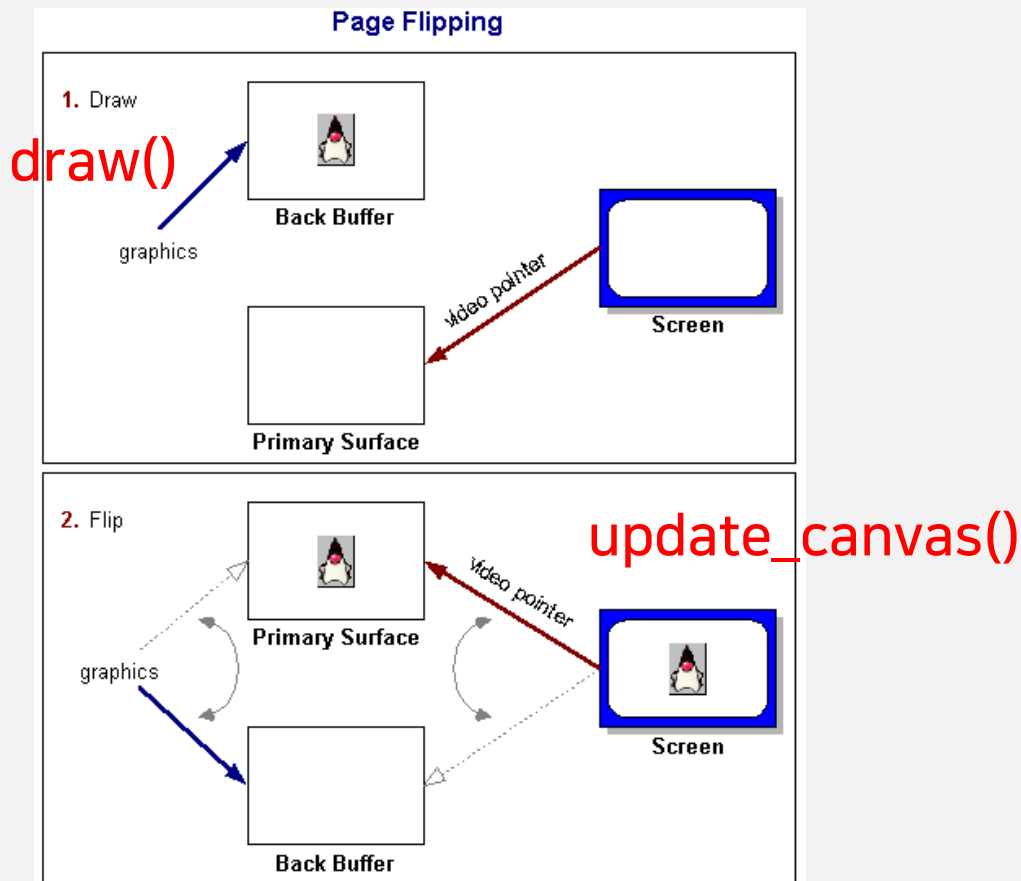 Page Flipping
1. Draw
draw()
Back Buffer
graphics
video pointer
Screen
Primary Surface
2. Flip
update_canvas()
video pointer
Primary Surface
graphics
Screen
Back Buffer